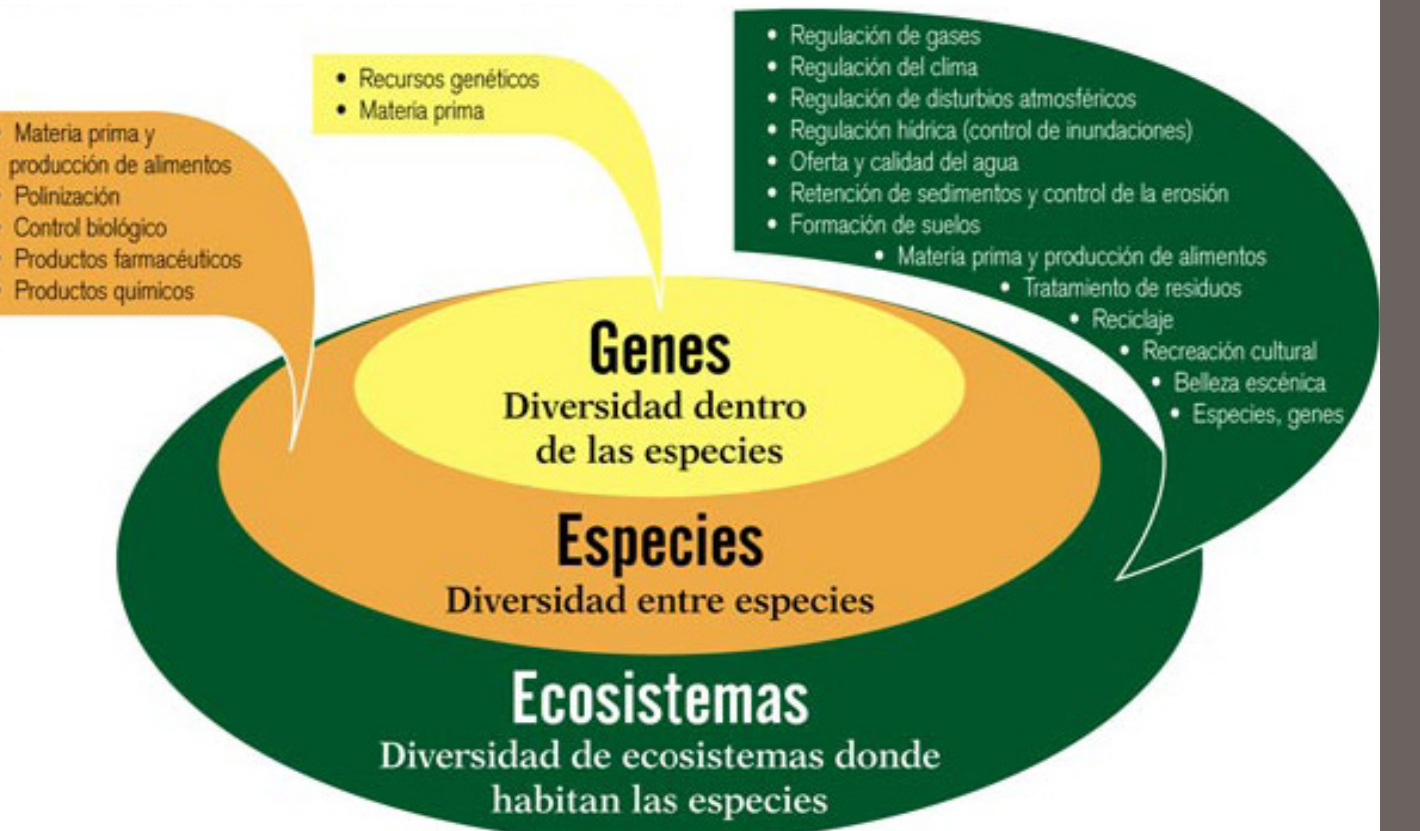 • Materia prima y
producción de alimentos
• Polinización
• Control biológico
• Productos farmacéuticos
• Productos químicos
• Recursos genéticos
• Materia prima
• Regulación de gases
• Regulación del clima
• Regulación de disturbios atmosféricos
• Regulación hídrica (control de inundaciones)
• Oferta y calidad del agua
• Retención de sedimentos y control de la erosión
• Formación de suelos
• Materia prima y producción de alimentos
• Tratamiento de residuos
• Reciclaje
• Recreación cultural
• Belleza escénica
• Especies, genes
Genes
Diversidad dentro
de las especies
Especies
Diversidad entre especies
Ecosistemas
Diversidad de ecosistemas donde
habitan las especies